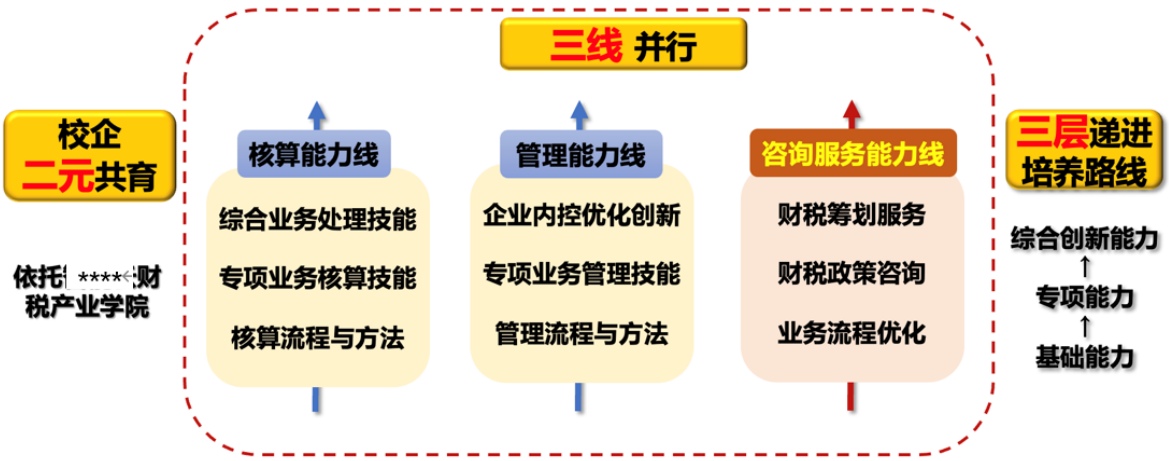 三线 并行
校企
二元共育
依托****财
税产业学院
核算能力线
综合业务处理技能
专项业务核算技能
核算流程与方法
管理能力线
企业内控优化创新
专项业务管理技能
管理流程与方法
咨询服务能力线
财税筹划服务
财税政策咨询
业务流程优化
三层递进
培养路线
综合创新能力
↑
专项能力
↑
基础能力